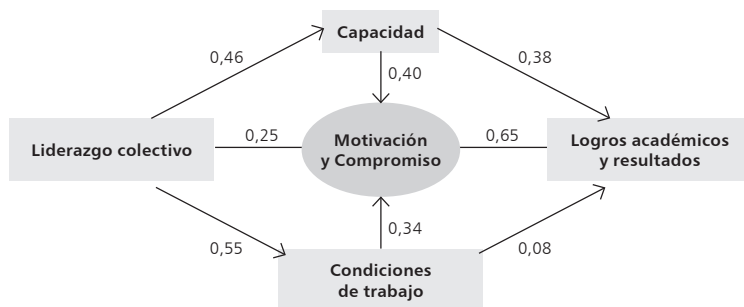 Capacidad
0,46
0,38
0,40
Liderazgo colectivo
0,25
Motivación
y Compromiso
0,65
Logros académicos
y resultados
0,55
0,34
0,08
Condiciones
de trabajo